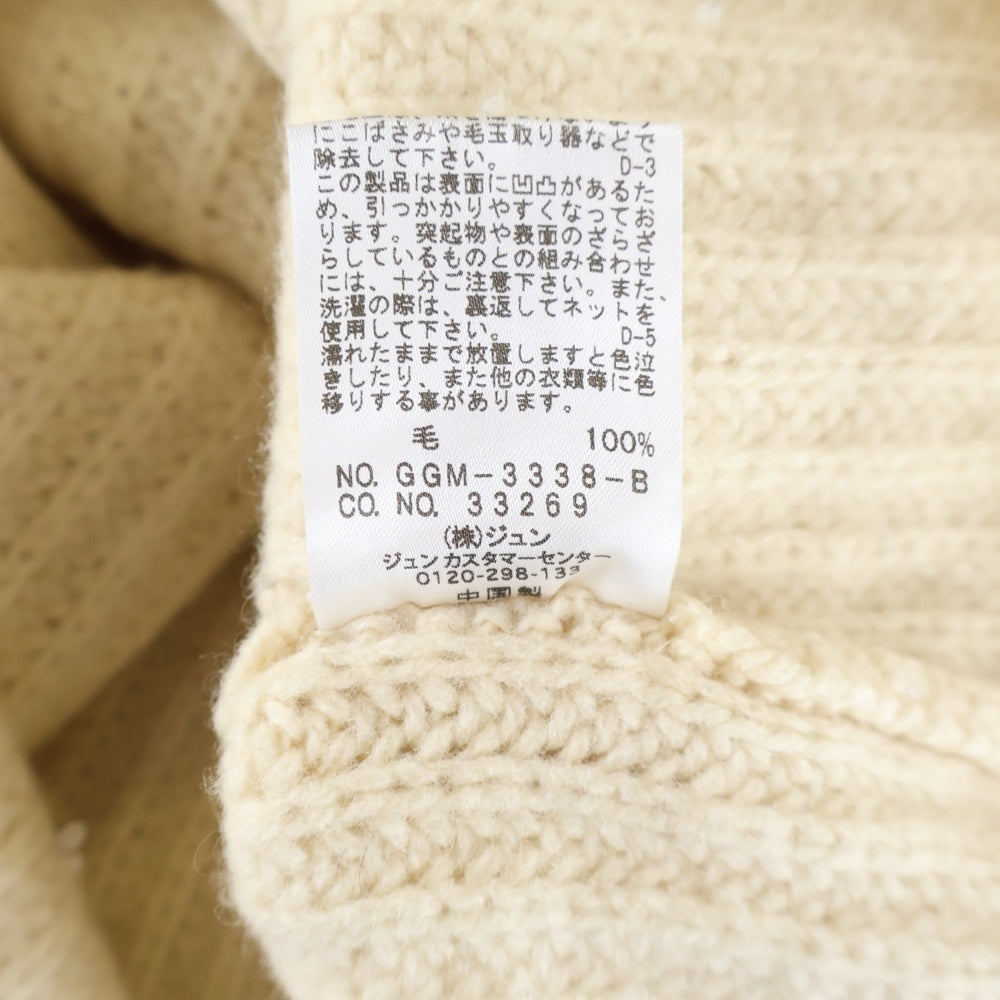 にこばさみや毛玉取り器などで
除去して下さい。 D-3
この製品は表面に凹凸があるた
め、引っかかりやすくなってお
ります。突起物や表面のざらざ
らしているものとの組み合わせ
には、十分ご注意下さい。また、
洗濯の際は、裏返してネットを
使用して下さい。 D-5
濡れたままで放置しますと色泣
きしたり、また他の衣類等に色
移りする事があります。
毛 100%
NO. GGM-3338-B
CO. NO. 33269
(株)ジュン
ジュンカスタマーセンター
0120-298-133
中国製